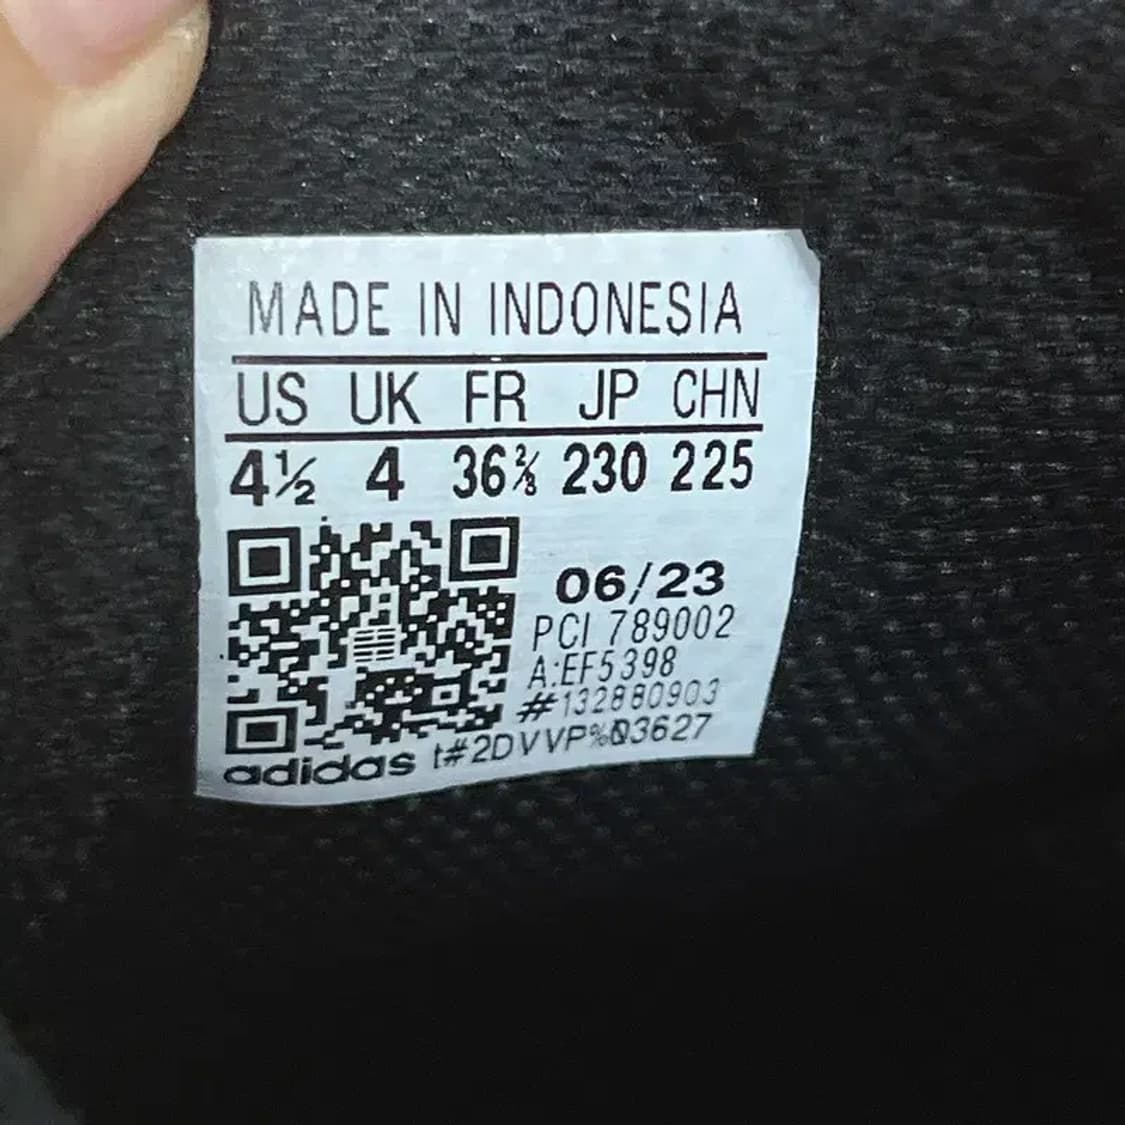 MADE IN INDONESIA
US UK FR JP CHN
4½ 4 36⅔ 230 225
06/23
PCI 789002
A:EF5398
#132880903
adidas t#2DVVP%03627